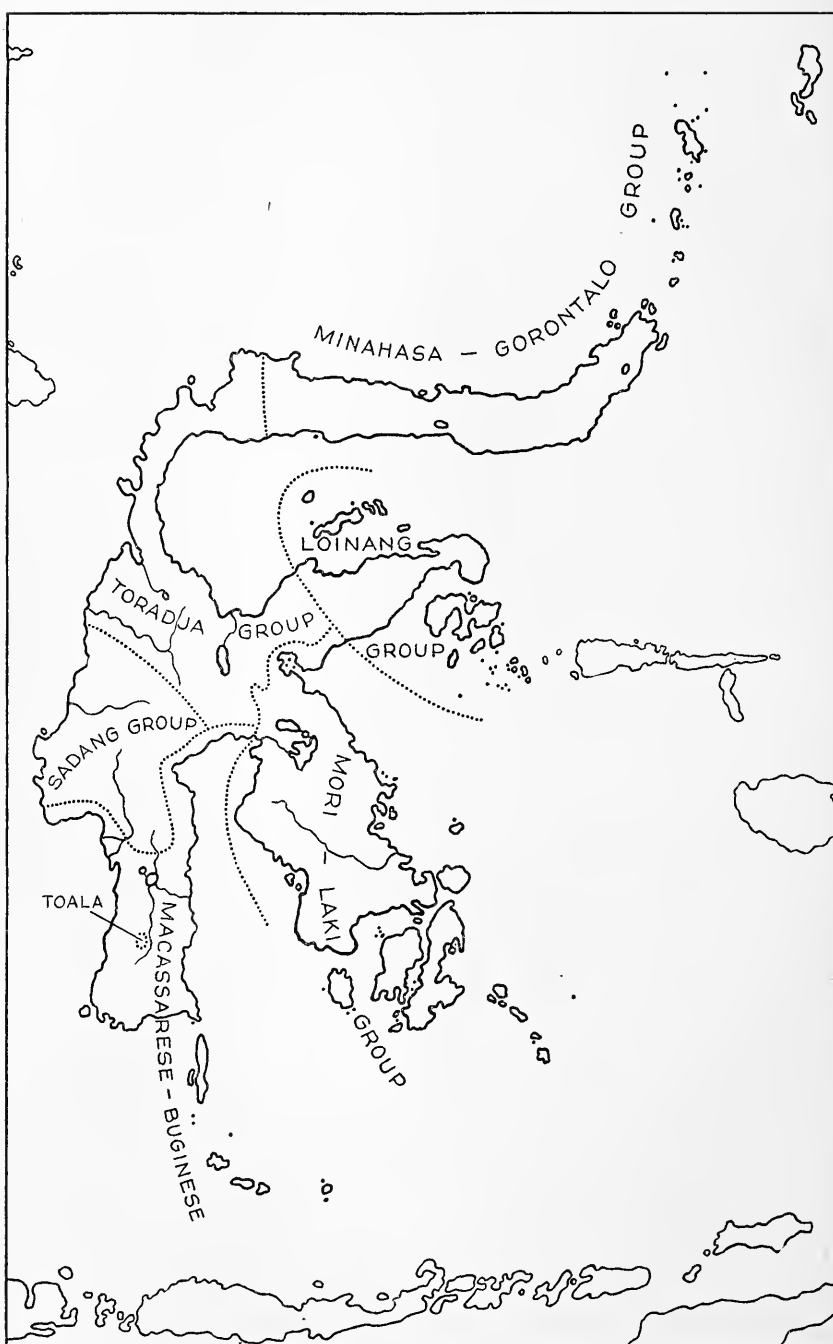 MINAHASA – GORONTALO GROUP
LOINANG
GROUP
TORADJA GROUP
SADANG GROUP
MORI – LAKI GROUP
TOALA
MACASSARESE – BUGINESE